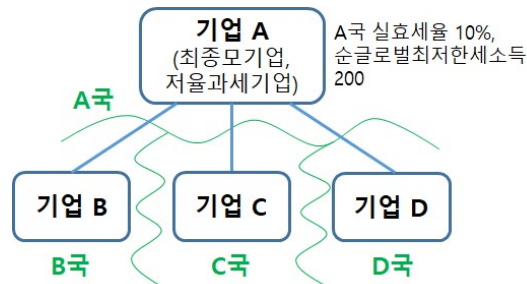 기업 A
(최종모기업,
저율과세기업)
A국 실효세율 10%,
순글로벌최저한세소득
200
A국
기업 B
기업 C
기업 D
B국
C국
D국